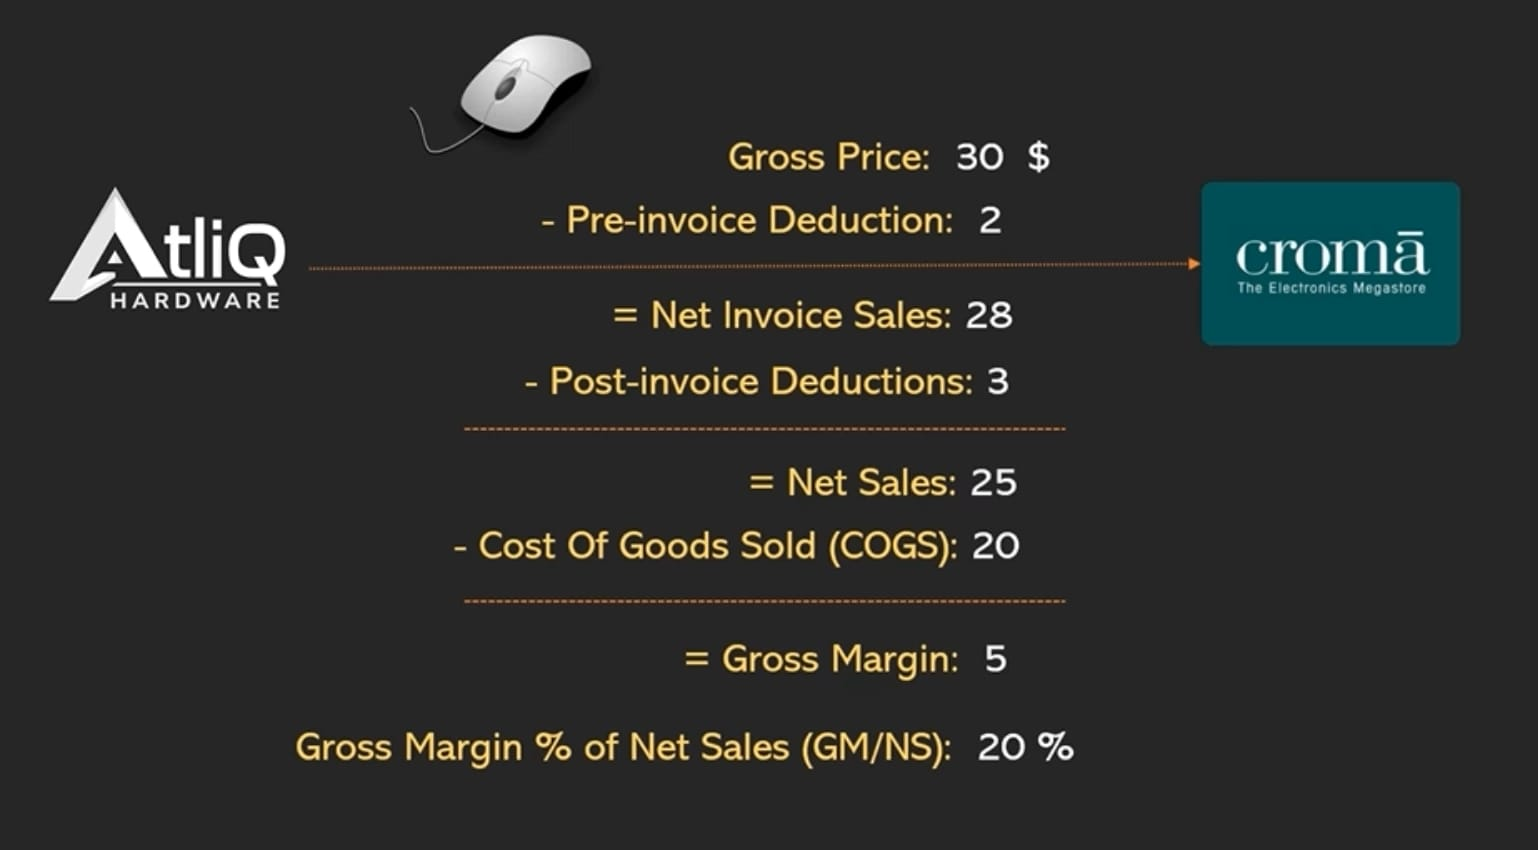 Gross Price: 30 $
- Pre-invoice Deduction: 2
AtliQ
HARDWARE
cromā
The Electronics Megastore
= Net Invoice Sales: 28
- Post-invoice Deductions: 3
= Net Sales: 25
- Cost Of Goods Sold (COGS): 20
= Gross Margin: 5
Gross Margin % of Net Sales (GM/NS): 20 %